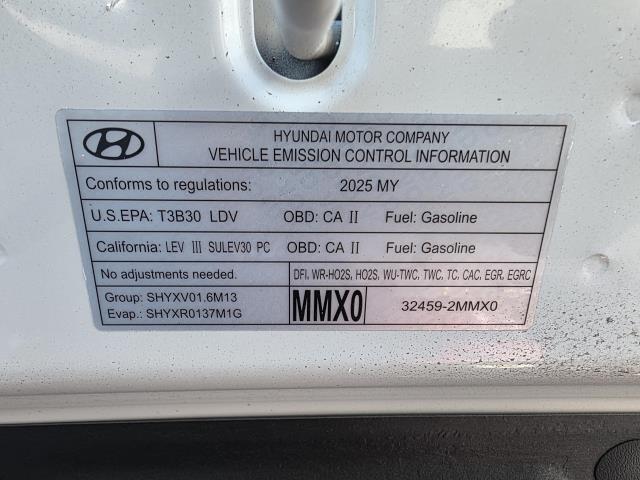 HYUNDAI MOTOR COMPANY
VEHICLE EMISSION CONTROL INFORMATION
Conforms to regulations: 2025 MY
U.S.EPA: T3B30 LDV OBD: CA II Fuel: Gasoline
California: LEV III SULEV30 PC OBD: CA II Fuel: Gasoline
No adjustments needed. DFI, WR-HO2S, HO2S, WU-TWC, TWC, TC, CAC, EGR, EGRC
Group: SHYXV01.6M13
Evap.: SHYXR0137M1G
MMX0 32459-2MMX0